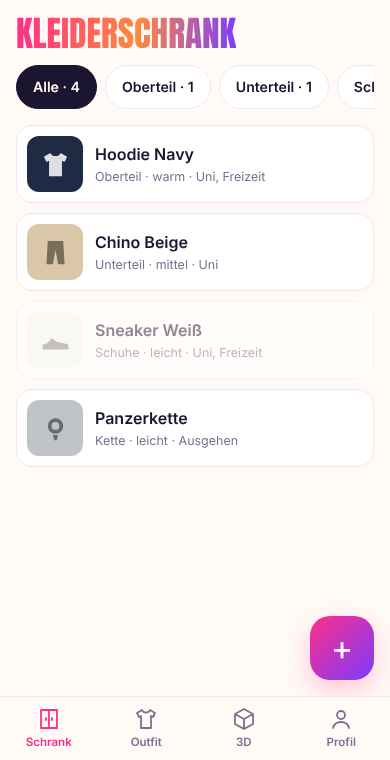 KLEIDERSCHRANK
Alle · 4
Oberteil · 1
Unterteil · 1
Hoodie Navy
Oberteil · warm · Uni, Freizeit
Chino Beige
Unterteil · mittel · Uni
Sneaker Weiß
Schuhe · leicht · Uni, Freizeit
Panzerkette
Kette · leicht · Ausgehen
+
Schrank
Outfit
3D
Profil